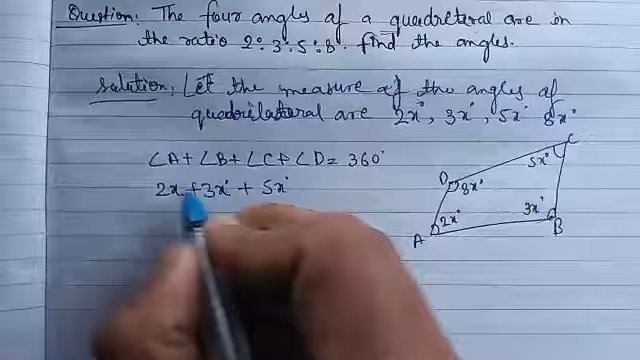 Question: The four angles of a quadreteral are in
the ratio 2:3:5:8. find the angles.
Solution: Let the measure of the angles of
quadrilateral are 2x°, 3x°, 5x° 8x°
∠A+∠B+∠C+∠D=360°
2x°+3x°+5x°
C
5x°
D
8x°
3x°
2x°
A
B